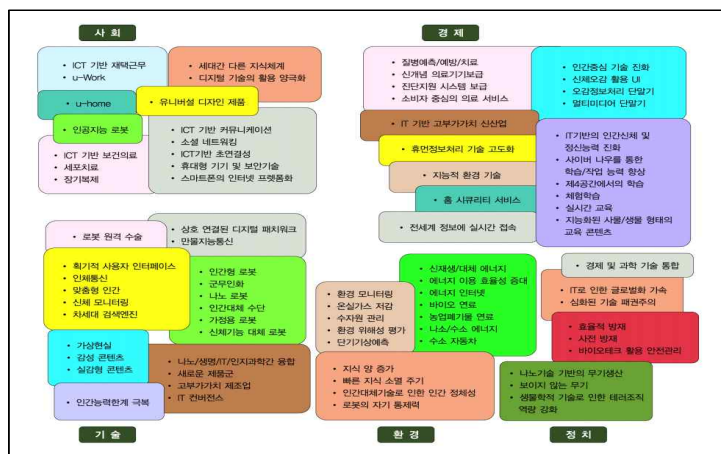 사 회
• ICT 기반 재택근무
• u-Work
• 세대간 다른 지식체계
• 디지털 기술의 활용 양극화
• u-home
• 유니버설 디자인 제품
• 인공지능 로봇
• ICT 기반 커뮤니케이션
• 소셜 네트워킹
• ICT기반 초연결성
• 휴대형 기기 및 보안기술
• 스마트폰의 인터넷 프렛폼화
• ICT 기반 보건의료
• 세포치료
• 장기복제
경 제
• 질병예측/예방/치료
• 신개념 의료기기보급
• 진단지원 시스템 보급
• 소비자 중심의 의료 서비스
• 인간중심 기술 진화
• 신체오감 활용 UI
• 오감정보처리 단말기
• 멀티미디어 단말기
• IT 기반 고부가가치 신산업
• 휴먼정보처리 기술 고도화
• 지능적 환경 기술
• 홈 시큐리티 서비스
• 전세계 정보에 실시간 접속
• IT기반의 인간신체 및
정신능력 진화
• 사이버 나우를 통한
학습/작업 능력 향상
• 제4공간에서의 학습
• 체험학습
• 실시간 교육
• 지능화된 사물/생물 형태의
교육 콘텐츠
• 로봇 원격 수술
• 상호 연결된 디지털 패치워크
• 만물지능통신
• 획기적 사용자 인터페이스
• 인체통신
• 맞춤형 인간
• 신체 모니터링
• 차세대 검색엔진
• 인간형 로봇
• 군무인화
• 나노 로봇
• 인간대체 수단
• 가정용 로봇
• 신체기능 대체 로봇
• 가상현실
• 감성 콘텐츠
• 실감형 콘텐츠
• 나노/생명/IT/인지과학간 융합
• 새로운 제품군
• 고부가가치 제조업
• IT 컨버전스
• 인간능력한계 극복
기 술
• 환경 모니터링
• 온실가스 저감
• 수자원 관리
• 환경 위해성 평가
• 단기기상예측
• 신재생/대체 에너지
• 에너지 이용 효율성 증대
• 에너지 인터넷
• 바이오 연료
• 농업폐기물 연료
• 나소/수소 에너지
• 수소 자동차
• 지식 양 증가
• 빠른 지식 소멸 주기
• 인간대체기술로 인한 인간 정체성
• 로봇의 자기 통제력
환 경
• 경제 및 과학 기술 통합
• IT로 인한 글로벌화 가속
• 심화된 기술 패권주의
• 효율적 방재
• 사전 방재
• 바이오테크 활용 안전관리
• 나노기술 기반의 무기생산
• 보이지 않는 무기
• 생물학적 기술로 인한 테러조직
역량 강화
정 치